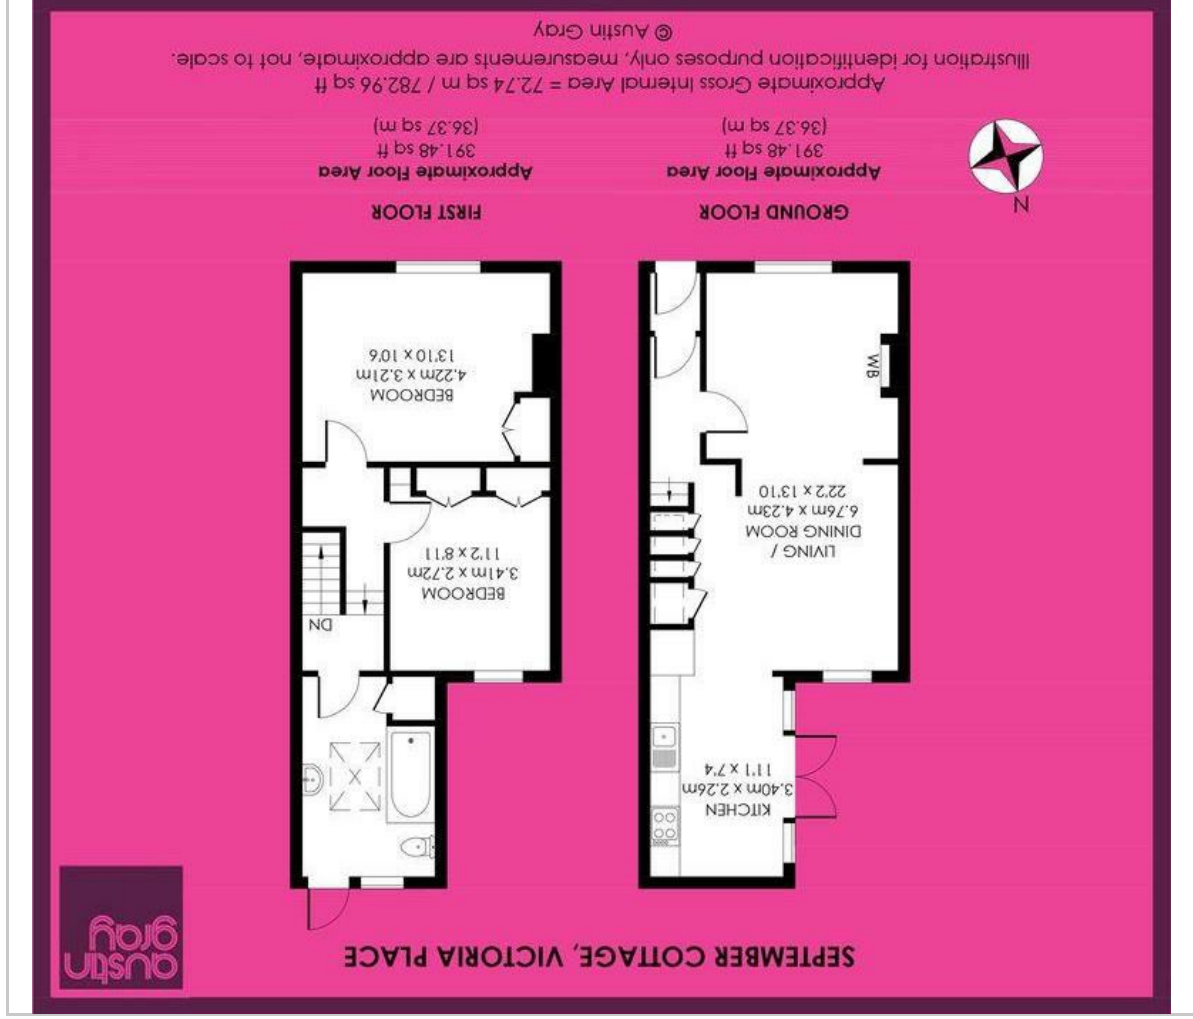 SEPTEMBER COTTAGE, VICTORIA PLACE
austin
gray
KITCHEN
3.40m x 2.26m
11'1 x 7'4
LIVING /
DINING ROOM
6.76m x 4.23m
22'2 x 13'10
WB
DN
BEDROOM
3.41m x 2.72m
11'2 x 8'11
BEDROOM
4.22m x 3.21m
13'10 x 10'6
N
GROUND FLOOR
Approximate Floor Area
391.48 sq ft
(36.37 sq m)
FIRST FLOOR
Approximate Floor Area
391.48 sq ft
(36.37 sq m)
Approximate Gross Internal Area = 72.74 sq m / 782.96 sq ft
Illustration for identification purposes only, measurements are approximate, not to scale.
© Austin Gray